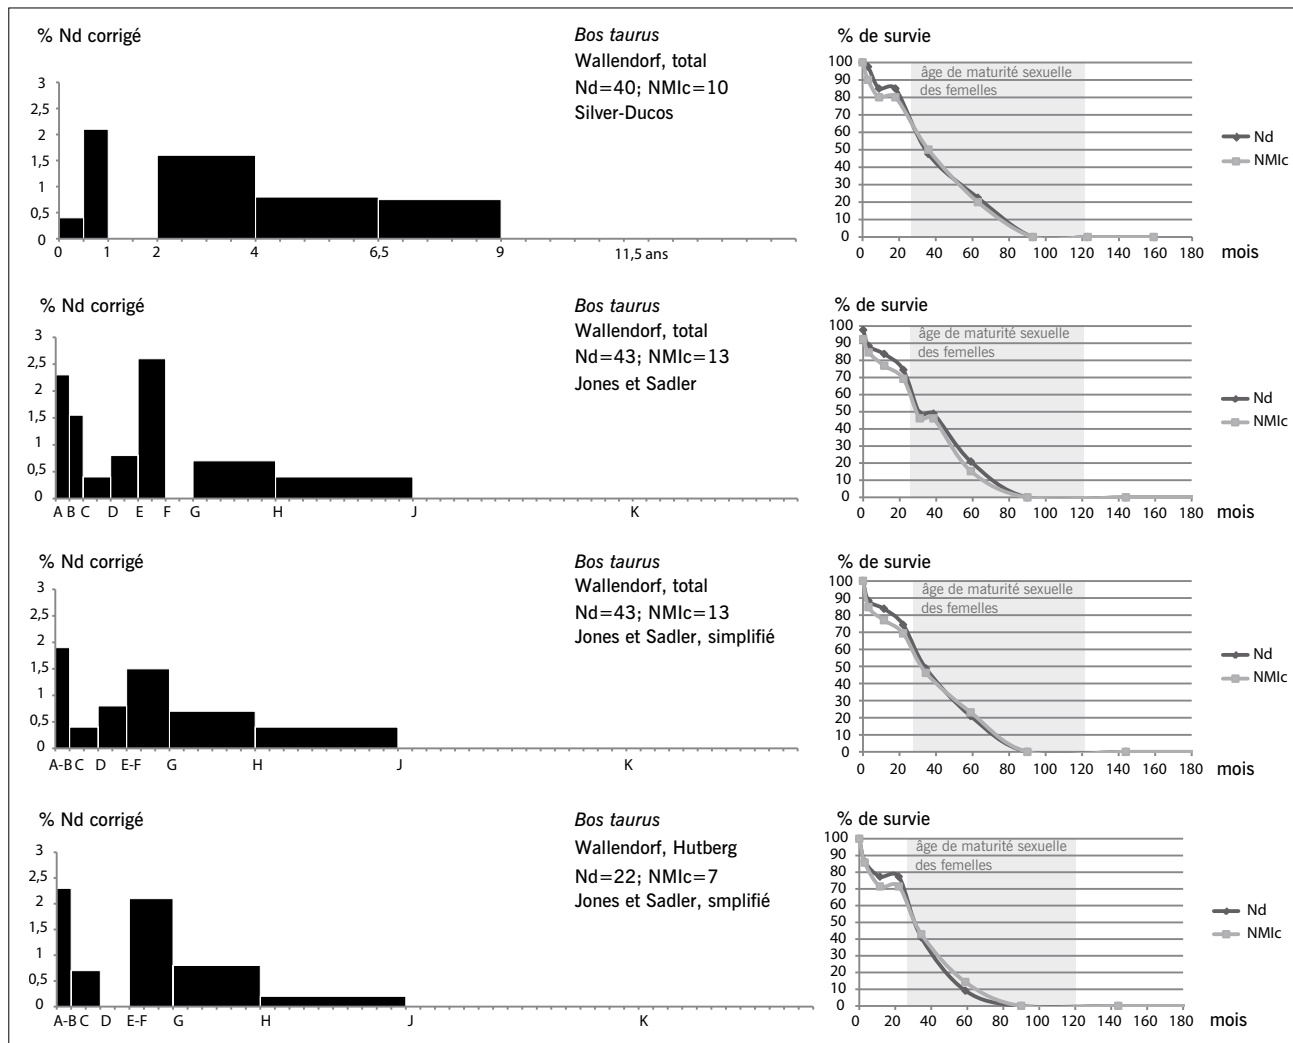 % Nd corrigé
Bos taurus
Wallendorf, total
Nd=40; NMIc=10
Silver-Ducos
3
2,5
2
1,5
1
0,5
0
0 1 2 4 6,5 9 11,5 ans
% de survie
100
90
80
70
60
50
40
30
20
10
0
âge de maturité sexuelle
des femelles
0 20 40 60 80 100 120 140 160 180 mois
Nd
NMIc
% Nd corrigé
Bos taurus
Wallendorf, total
Nd=43; NMIc=13
Jones et Sadler
3
2,5
2
1,5
1
0,5
0
A B C D E F G H J K
% de survie
100
90
80
70
60
50
40
30
20
10
0
âge de maturité sexuelle
des femelles
0 20 40 60 80 100 120 140 160 180 mois
Nd
NMIc
% Nd corrigé
Bos taurus
Wallendorf, total
Nd=43; NMIc=13
Jones et Sadler, simplifié
3
2,5
2
1,5
1
0,5
0
A-B C D E-F G H J K
% de survie
100
90
80
70
60
50
40
30
20
10
0
âge de maturité sexuelle
des femelles
0 20 40 60 80 100 120 140 160 180 mois
Nd
NMIc
% Nd corrigé
Bos taurus
Wallendorf, Hutberg
Nd=22; NMIc=7
Jones et Sadler, smplifié
3
2,5
2
1,5
1
0,5
0
A-B C D E-F G H J K
% de survie
100
90
80
70
60
50
40
30
20
10
0
âge de maturité sexuelle
des femelles
0 20 40 60 80 100 120 140 160 180 mois
Nd
NMIc